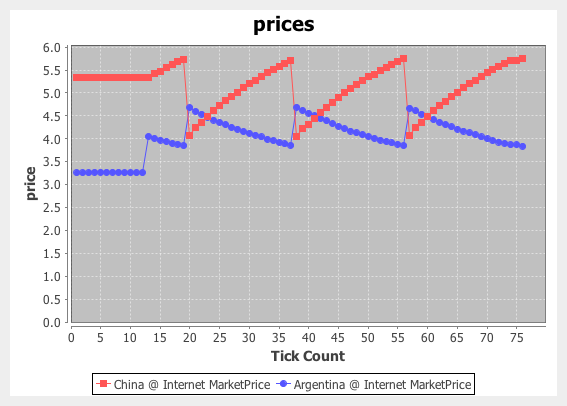 prices
6.0
5.5
5.0
4.5
4.0
3.5
3.0
2.5
2.0
1.5
1.0
0.5
0.0
price
0 5 10 15 20 25 30 35 40 45 50 55 60 65 70 75
Tick Count
China @ Internet MarketPrice Argentina @ Internet MarketPrice